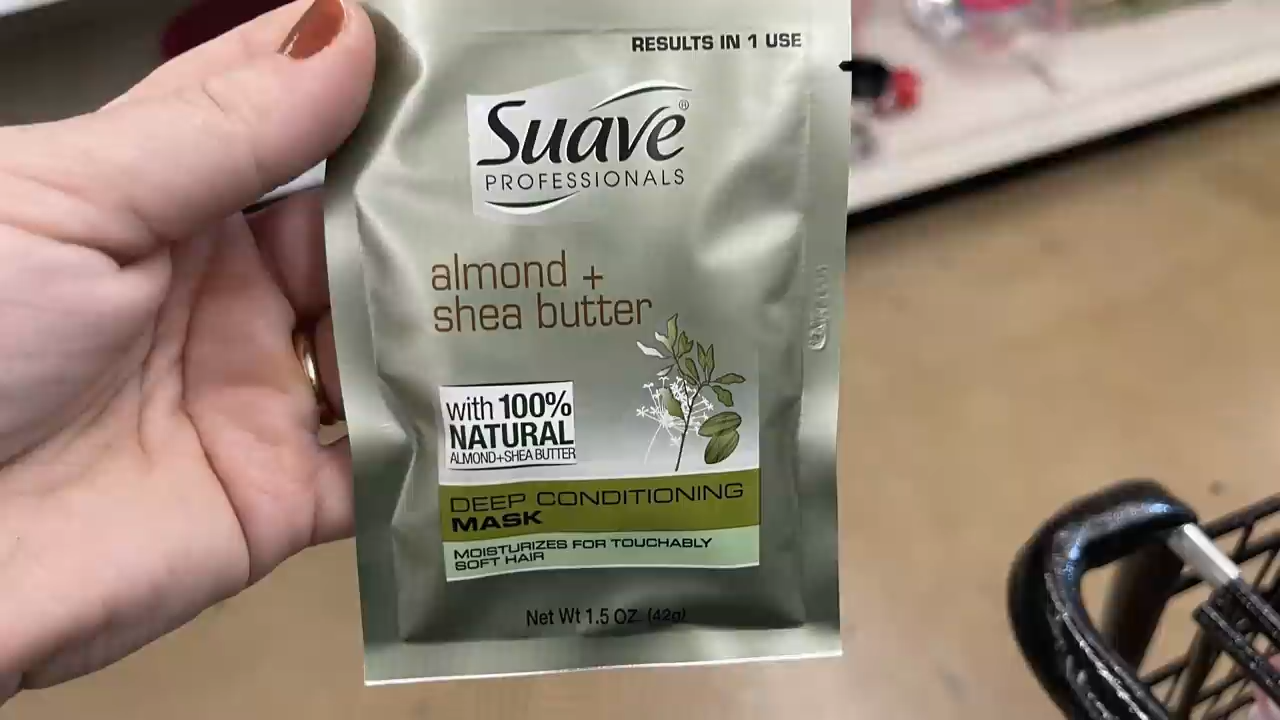 RESULTS IN 1 USE
Suave®
PROFESSIONALS
almond +
shea butter
with 100%
NATURAL
ALMOND+SHEA BUTTER
DEEP CONDITIONING
MASK
MOISTURIZES FOR TOUCHABLY
SOFT HAIR
Net Wt 1.5 OZ. (42g)